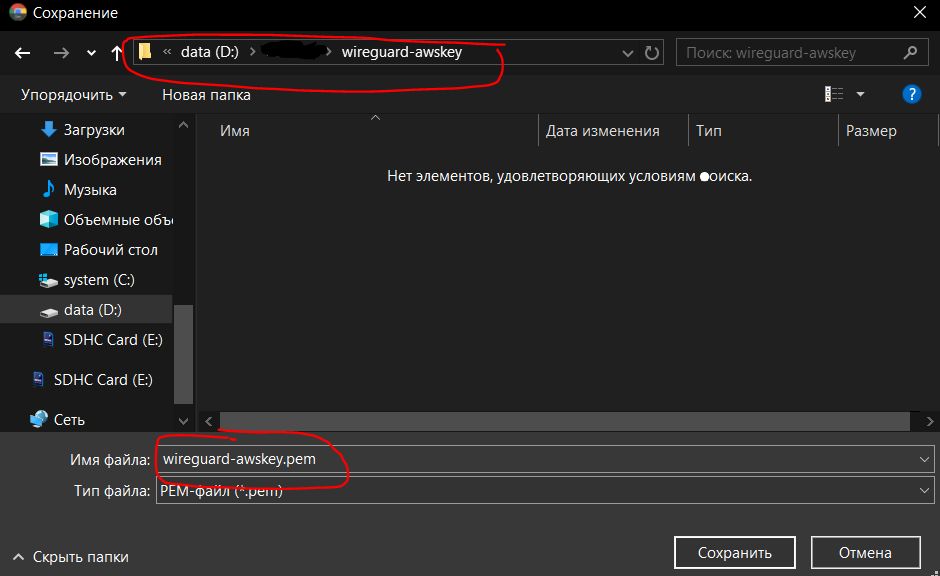 Сохранение
« data (D:) > > wireguard-awskey
Поиск: wireguard-awskey
Упорядочить Новая папка
?
Имя Дата изменения Тип Размер
Нет элементов, удовлетворяющих условиям поиска.
Загрузки
Изображения
Музыка
Объемные объ
Рабочий стол
system (C:)
data (D:)
SDHC Card (E:)
SDHC Card (E:)
Сеть
Имя файла: wireguard-awskey.pem
Тип файла: PEM-файл (*.pem)
Скрыть папки
Сохранить Отмена